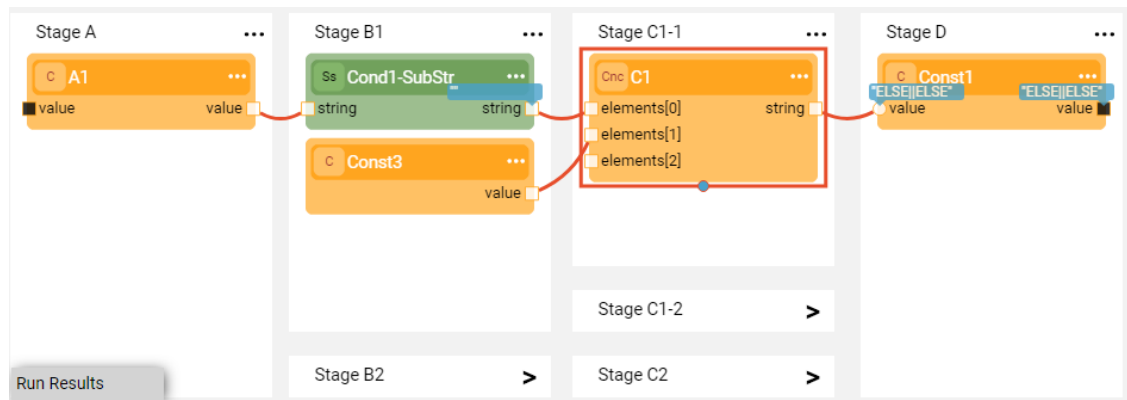 Stage A ...
C A1 ...
value value
Stage B1 ...
Ss Cond1-SubStr ...
""
string string
C Const3 ...
value
Stage C1-1 ...
Cnc C1 ...
elements[0] string
elements[1]
elements[2]
Stage D ...
C Const1 ...
"ELSE||ELSE" "ELSE||ELSE"
value value
Stage C1-2 >
Stage B2 >
Stage C2 >
Run Results